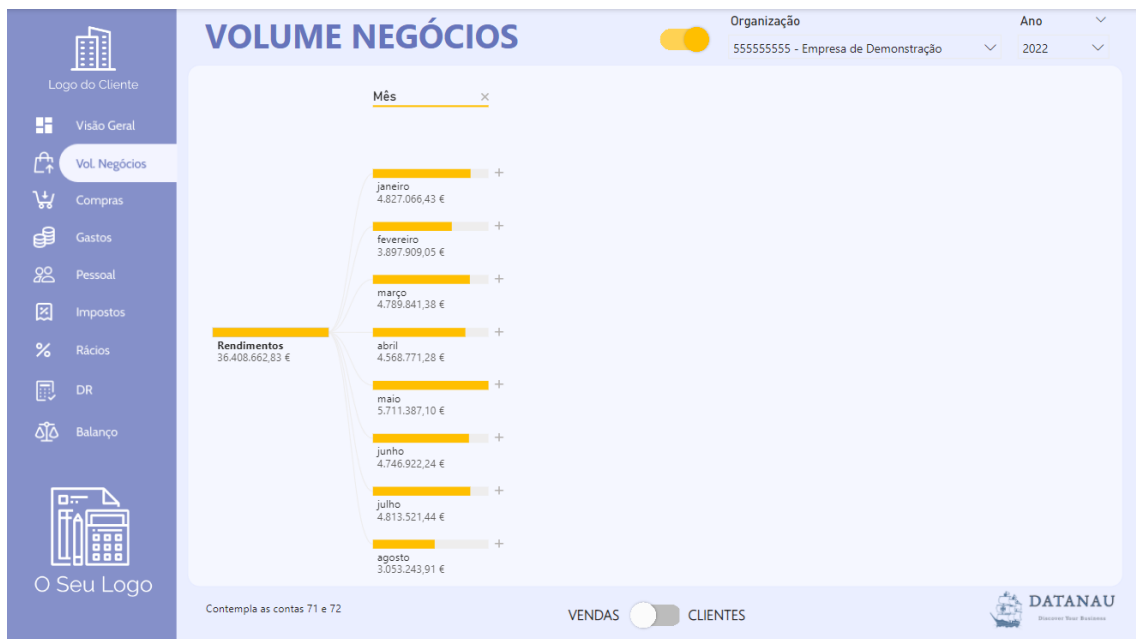 Logo do Cliente
Visão Geral
Vol. Negócios
Compras
Gastos
Pessoal
Impostos
Rácios
DR
Balanço
O Seu Logo
VOLUME NEGÓCIOS
Organização
555555555 - Empresa de Demonstração
Ano
2022
Mês
Rendimentos
36.408.662,83 €
janeiro
4.827.066,43 €
fevereiro
3.897.909,05 €
março
4.789.841,38 €
abril
4.568.771,28 €
maio
5.711.387,10 €
junho
4.746.922,24 €
julho
4.813.521,44 €
agosto
3.053.243,91 €
Contempla as contas 71 e 72
VENDAS
CLIENTES
DATANAU
Discover Your Business